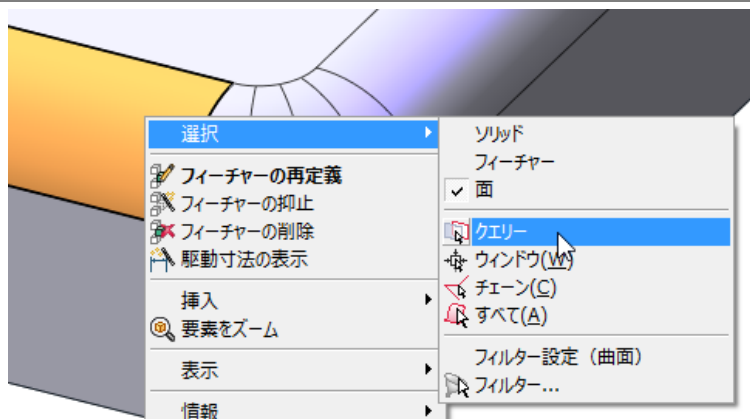 選択
フィーチャーの再定義
フィーチャーの抑止
フィーチャーの削除
駆動寸法の表示
挿入
要素をズーム
表示
情報
ソリッド
フィーチャー
面
クエリー
ウィンドウ(W)
チェーン(C)
すべて(A)
フィルター設定（曲面）
フィルター...